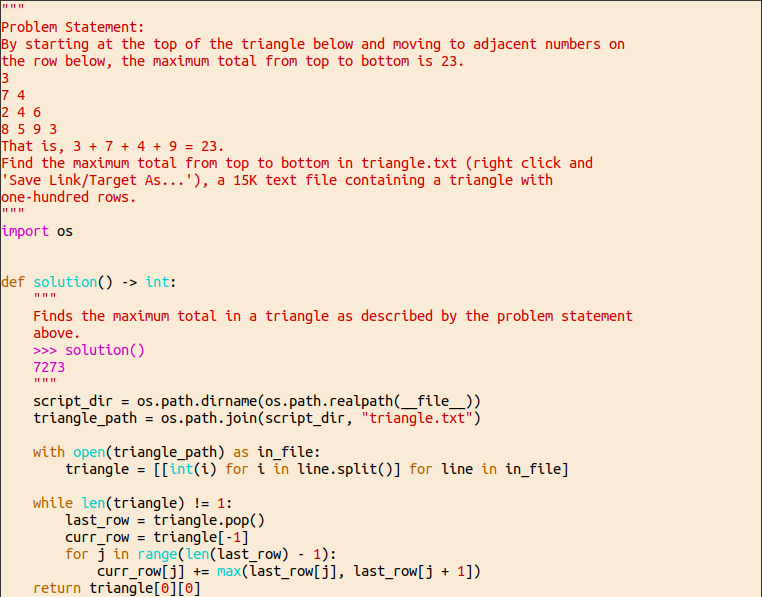 """
Problem Statement:
By starting at the top of the triangle below and moving to adjacent numbers on
the row below, the maximum total from top to bottom is 23.
3
7 4
2 4 6
8 5 9 3
That is, 3 + 7 + 4 + 9 = 23.
Find the maximum total from top to bottom in triangle.txt (right click and
'Save Link/Target As...'), a 15K text file containing a triangle with
one-hundred rows.
"""
import os


def solution() -> int:
    """
    Finds the maximum total in a triangle as described by the problem statement
    above.
    >>> solution()
    7273
    """
    script_dir = os.path.dirname(os.path.realpath(__file__))
    triangle_path = os.path.join(script_dir, "triangle.txt")

    with open(triangle_path) as in_file:
        triangle = [[int(i) for i in line.split()] for line in in_file]

    while len(triangle) != 1:
        last_row = triangle.pop()
        curr_row = triangle[-1]
        for j in range(len(last_row) - 1):
            curr_row[j] += max(last_row[j], last_row[j + 1])
    return triangle[0][0]